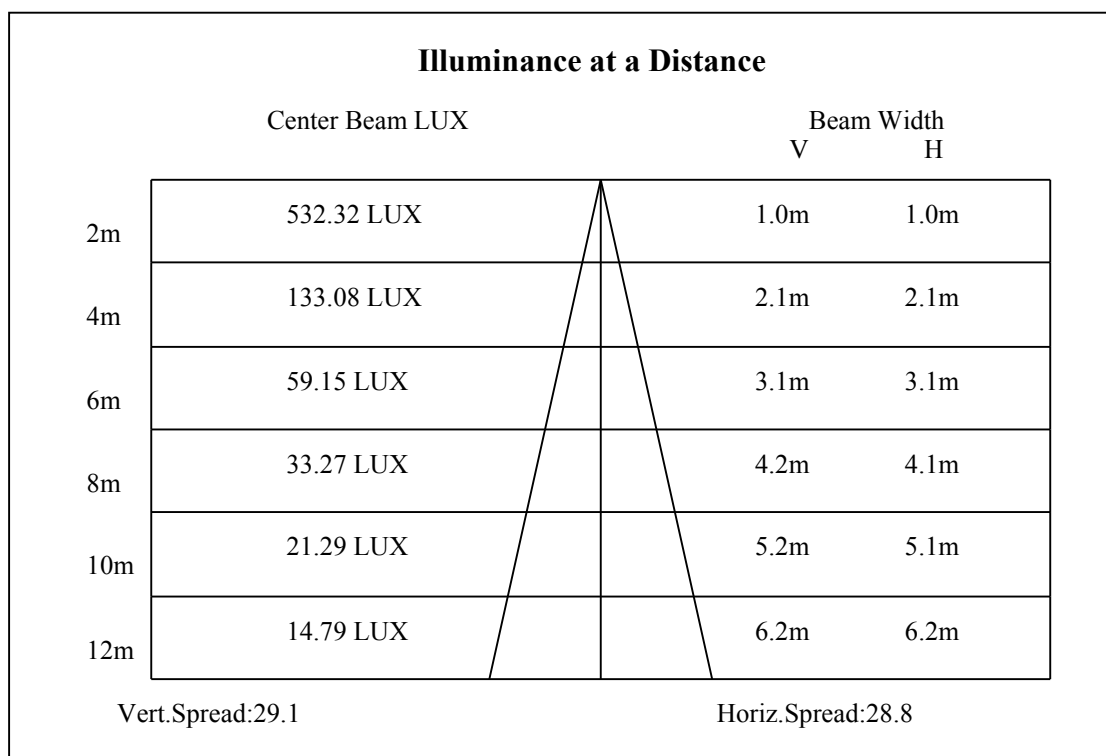 Illuminance at a Distance
Center Beam LUX Beam Width
V H
532.32 LUX 1.0m 1.0m
2m
133.08 LUX 2.1m 2.1m
4m
59.15 LUX 3.1m 3.1m
6m
33.27 LUX 4.2m 4.1m
8m
21.29 LUX 5.2m 5.1m
10m
14.79 LUX 6.2m 6.2m
12m
Vert.Spread:29.1 Horiz.Spread:28.8